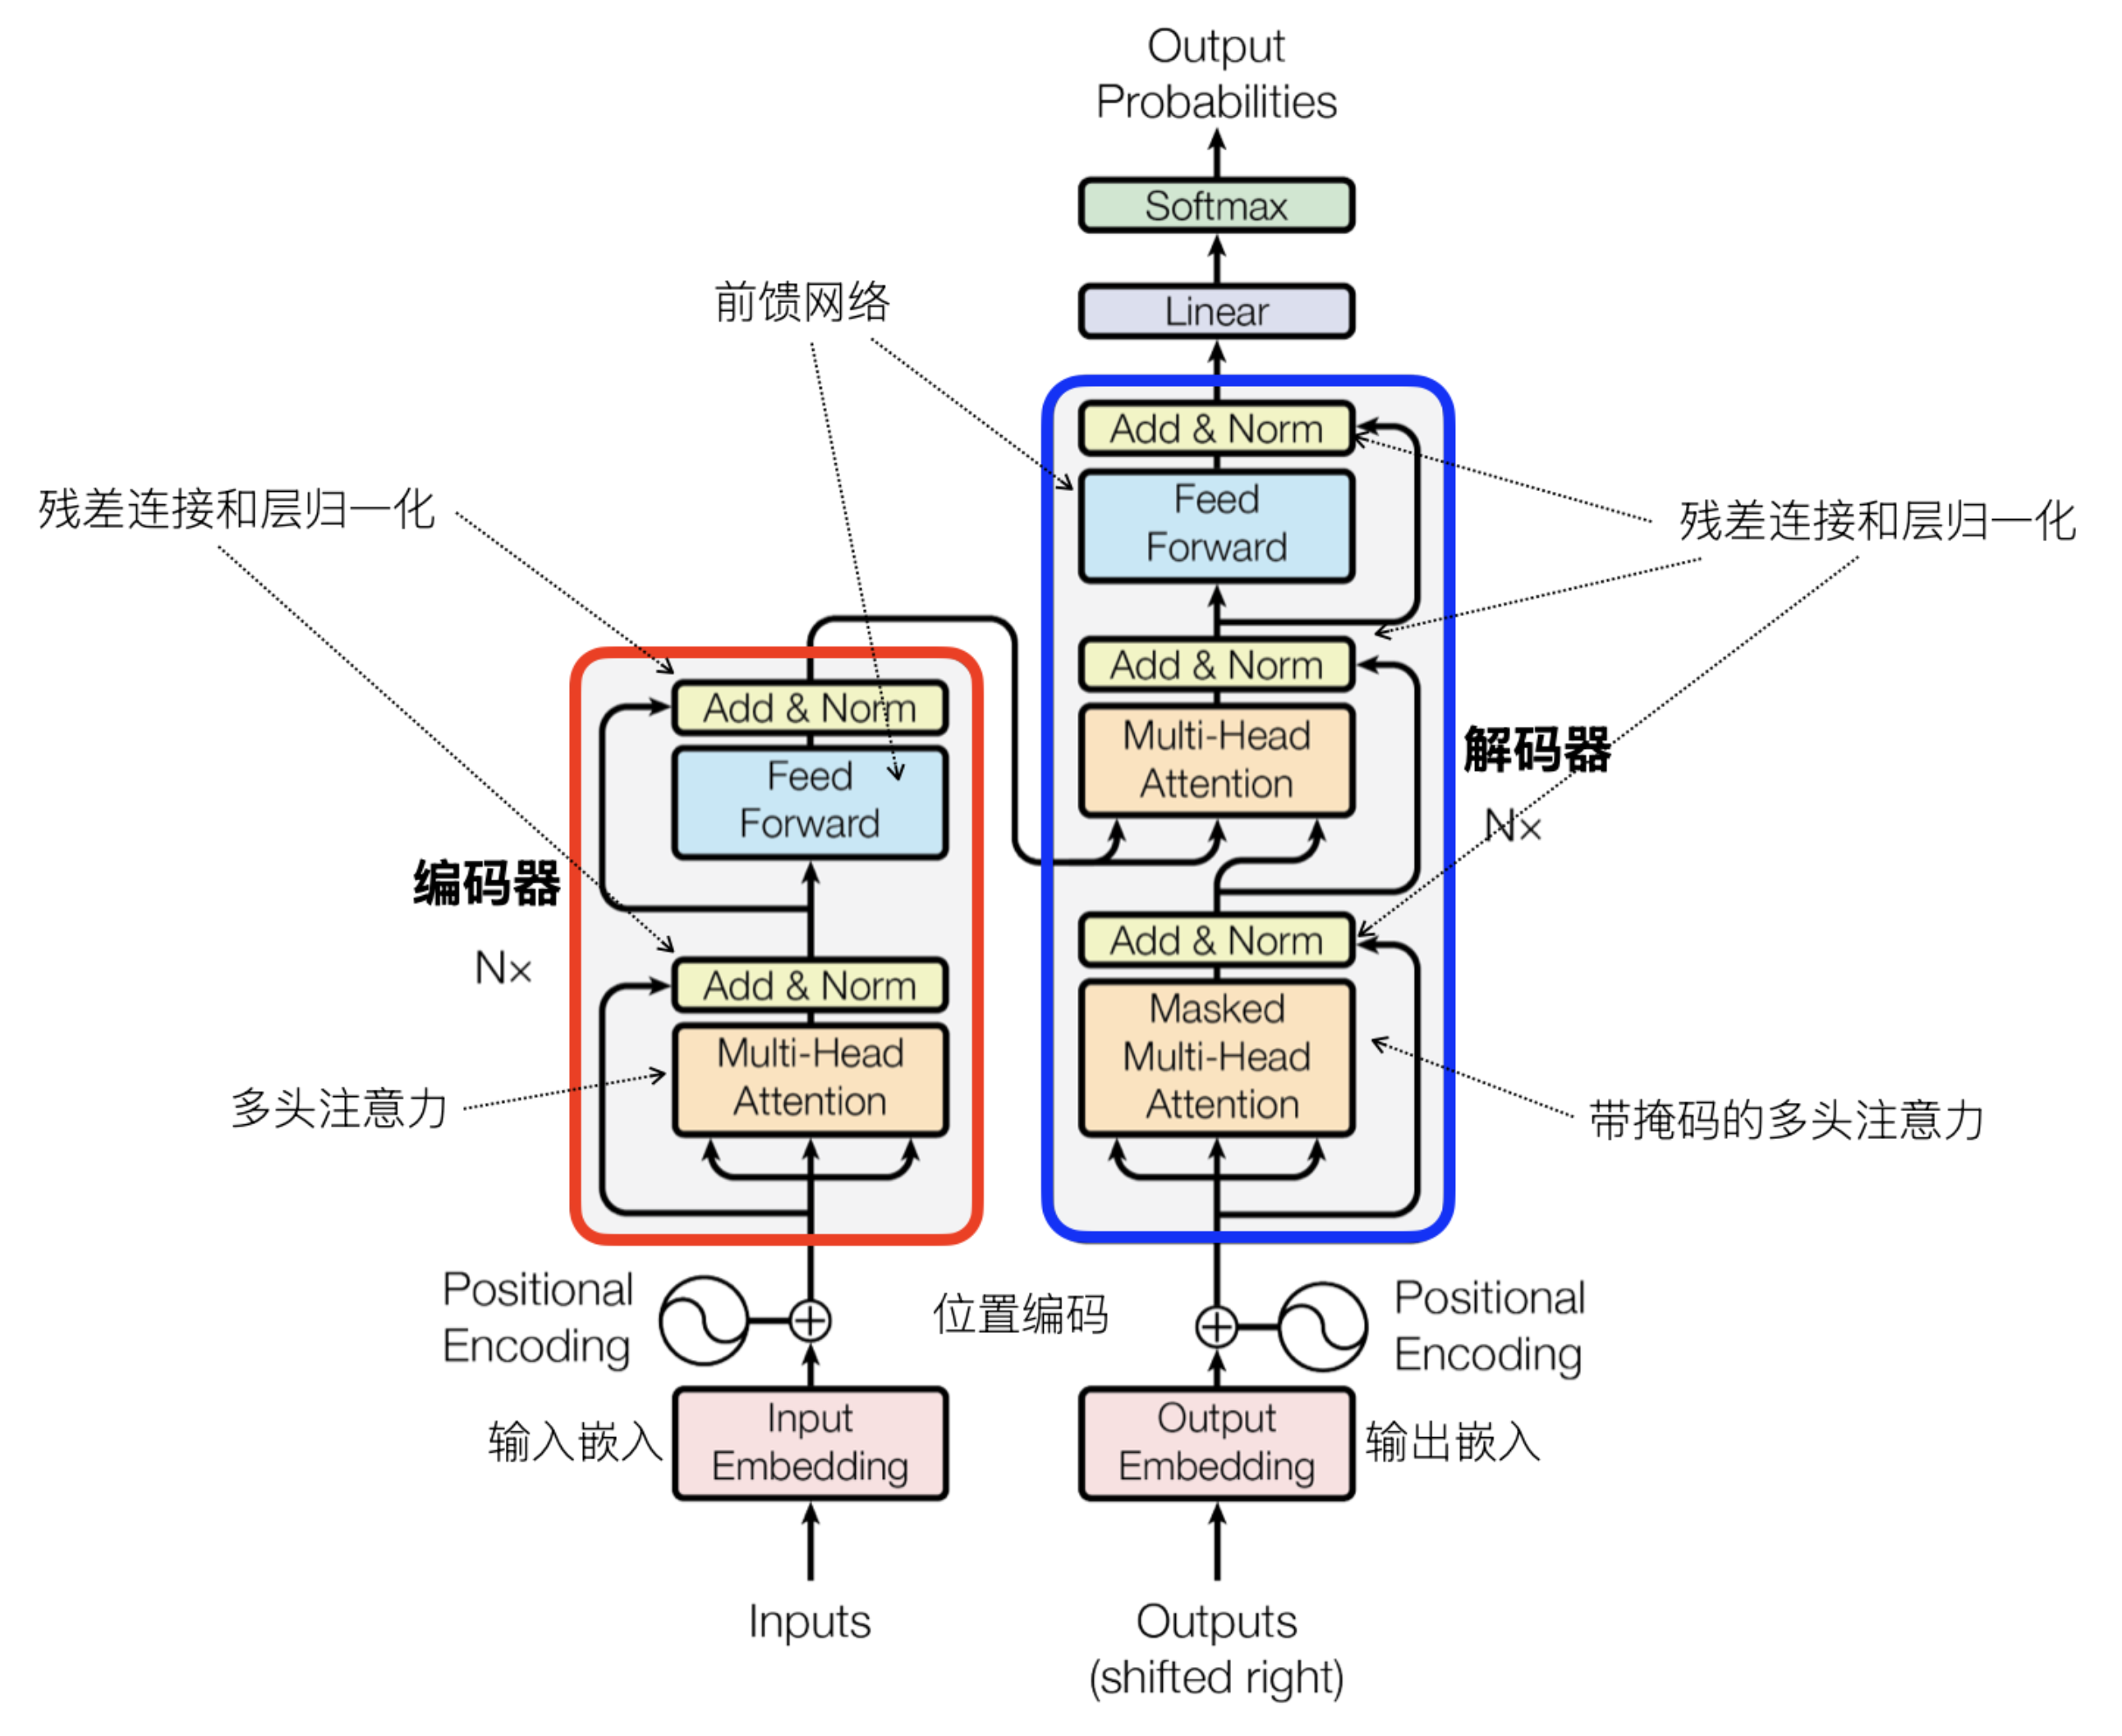 Output
Probabilities
Softmax
前馈网络
Linear
Add & Norm
残差连接和层归一化
Feed
Forward
残差连接和层归一化
Add & Norm
Add & Norm
Multi-Head
Attention
解码器
Feed
Forward
N×
编码器
Add & Norm
N×
Add & Norm
Masked
Multi-Head
Attention
Multi-Head
Attention
多头注意力
带掩码的多头注意力
Positional
Encoding
位置编码
Positional
Encoding
输入嵌入
Input
Embedding
Output
Embedding
输出嵌入
Inputs
Outputs
(shifted right)